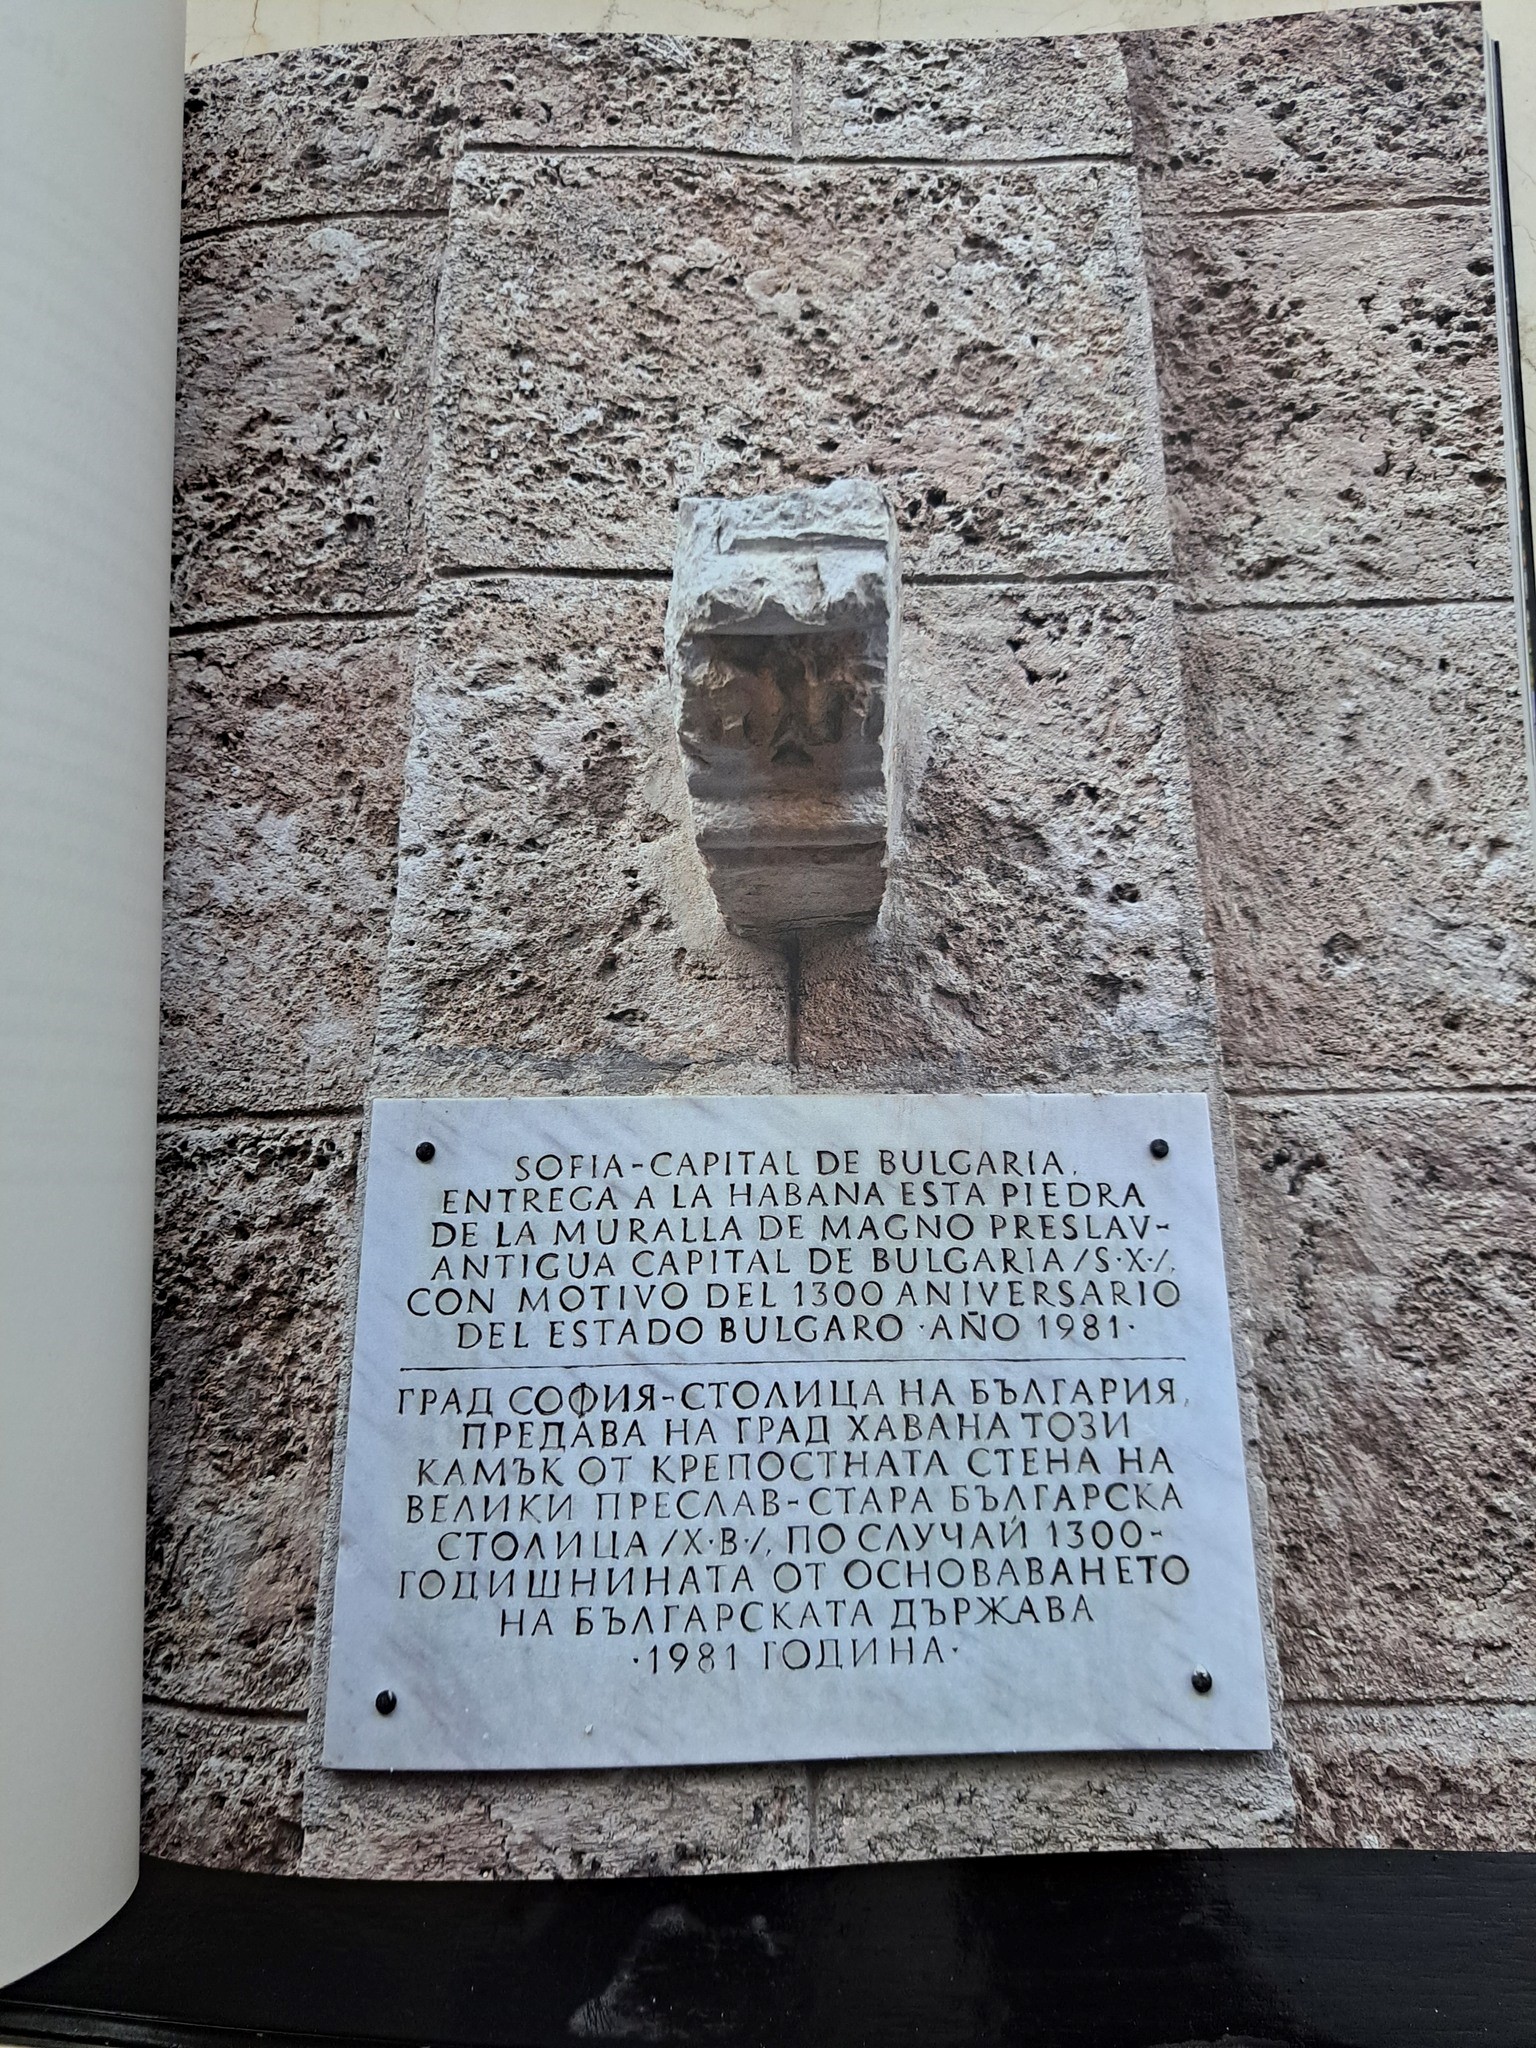 SOFIA-CAPITAL DE BULGARIA,
ENTREGA A LA HABANA ESTA PIEDRA
DE LA MURALLA DE MAGNO PRESLAV-
ANTIGUA CAPITAL DE BULGARIA /S·X·/,
CON MOTIVO DEL 1300 ANIVERSARIO
DEL ESTADO BULGARO ·AÑO 1981·
ГРАД СОФИЯ-СТОЛИЦА НА БЪЛГАРИЯ,
ПРЕДАВА НА ГРАД ХАВАНА ТОЗИ
КАМЪК ОТ КРЕПОСТНАТА СТЕНА НА
ВЕЛИКИ ПРЕСЛАВ-СТАРА БЪЛГАРСКА
СТОЛИЦА /X·В·/, ПО СЛУЧАЙ 1300-
ГОДИШНИНАТА ОТ ОСНОВАВАНЕТО
НА БЪЛГАРСКАТА ДЪРЖАВА
·1981 ГОДИНА·